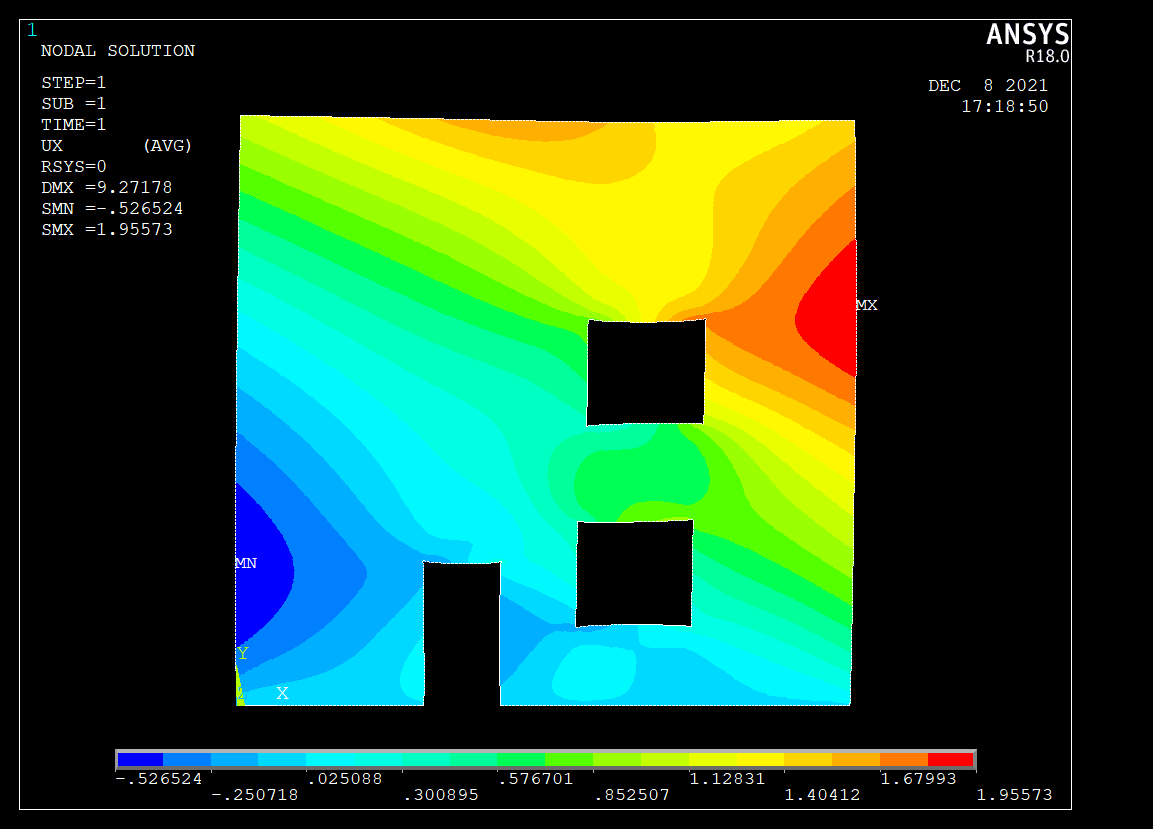 1
NODAL SOLUTION
ANSYS
R18.0
STEP=1
SUB =1
TIME=1
UX (AVG)
RSYS=0
DMX =9.27178
SMN =-.526524
SMX =1.95573
DEC 8 2021
17:18:50
MX
MN
Y
X
-.526524 .025088 .576701 1.12831 1.67993
-.250718 .300895 .852507 1.40412 1.95573